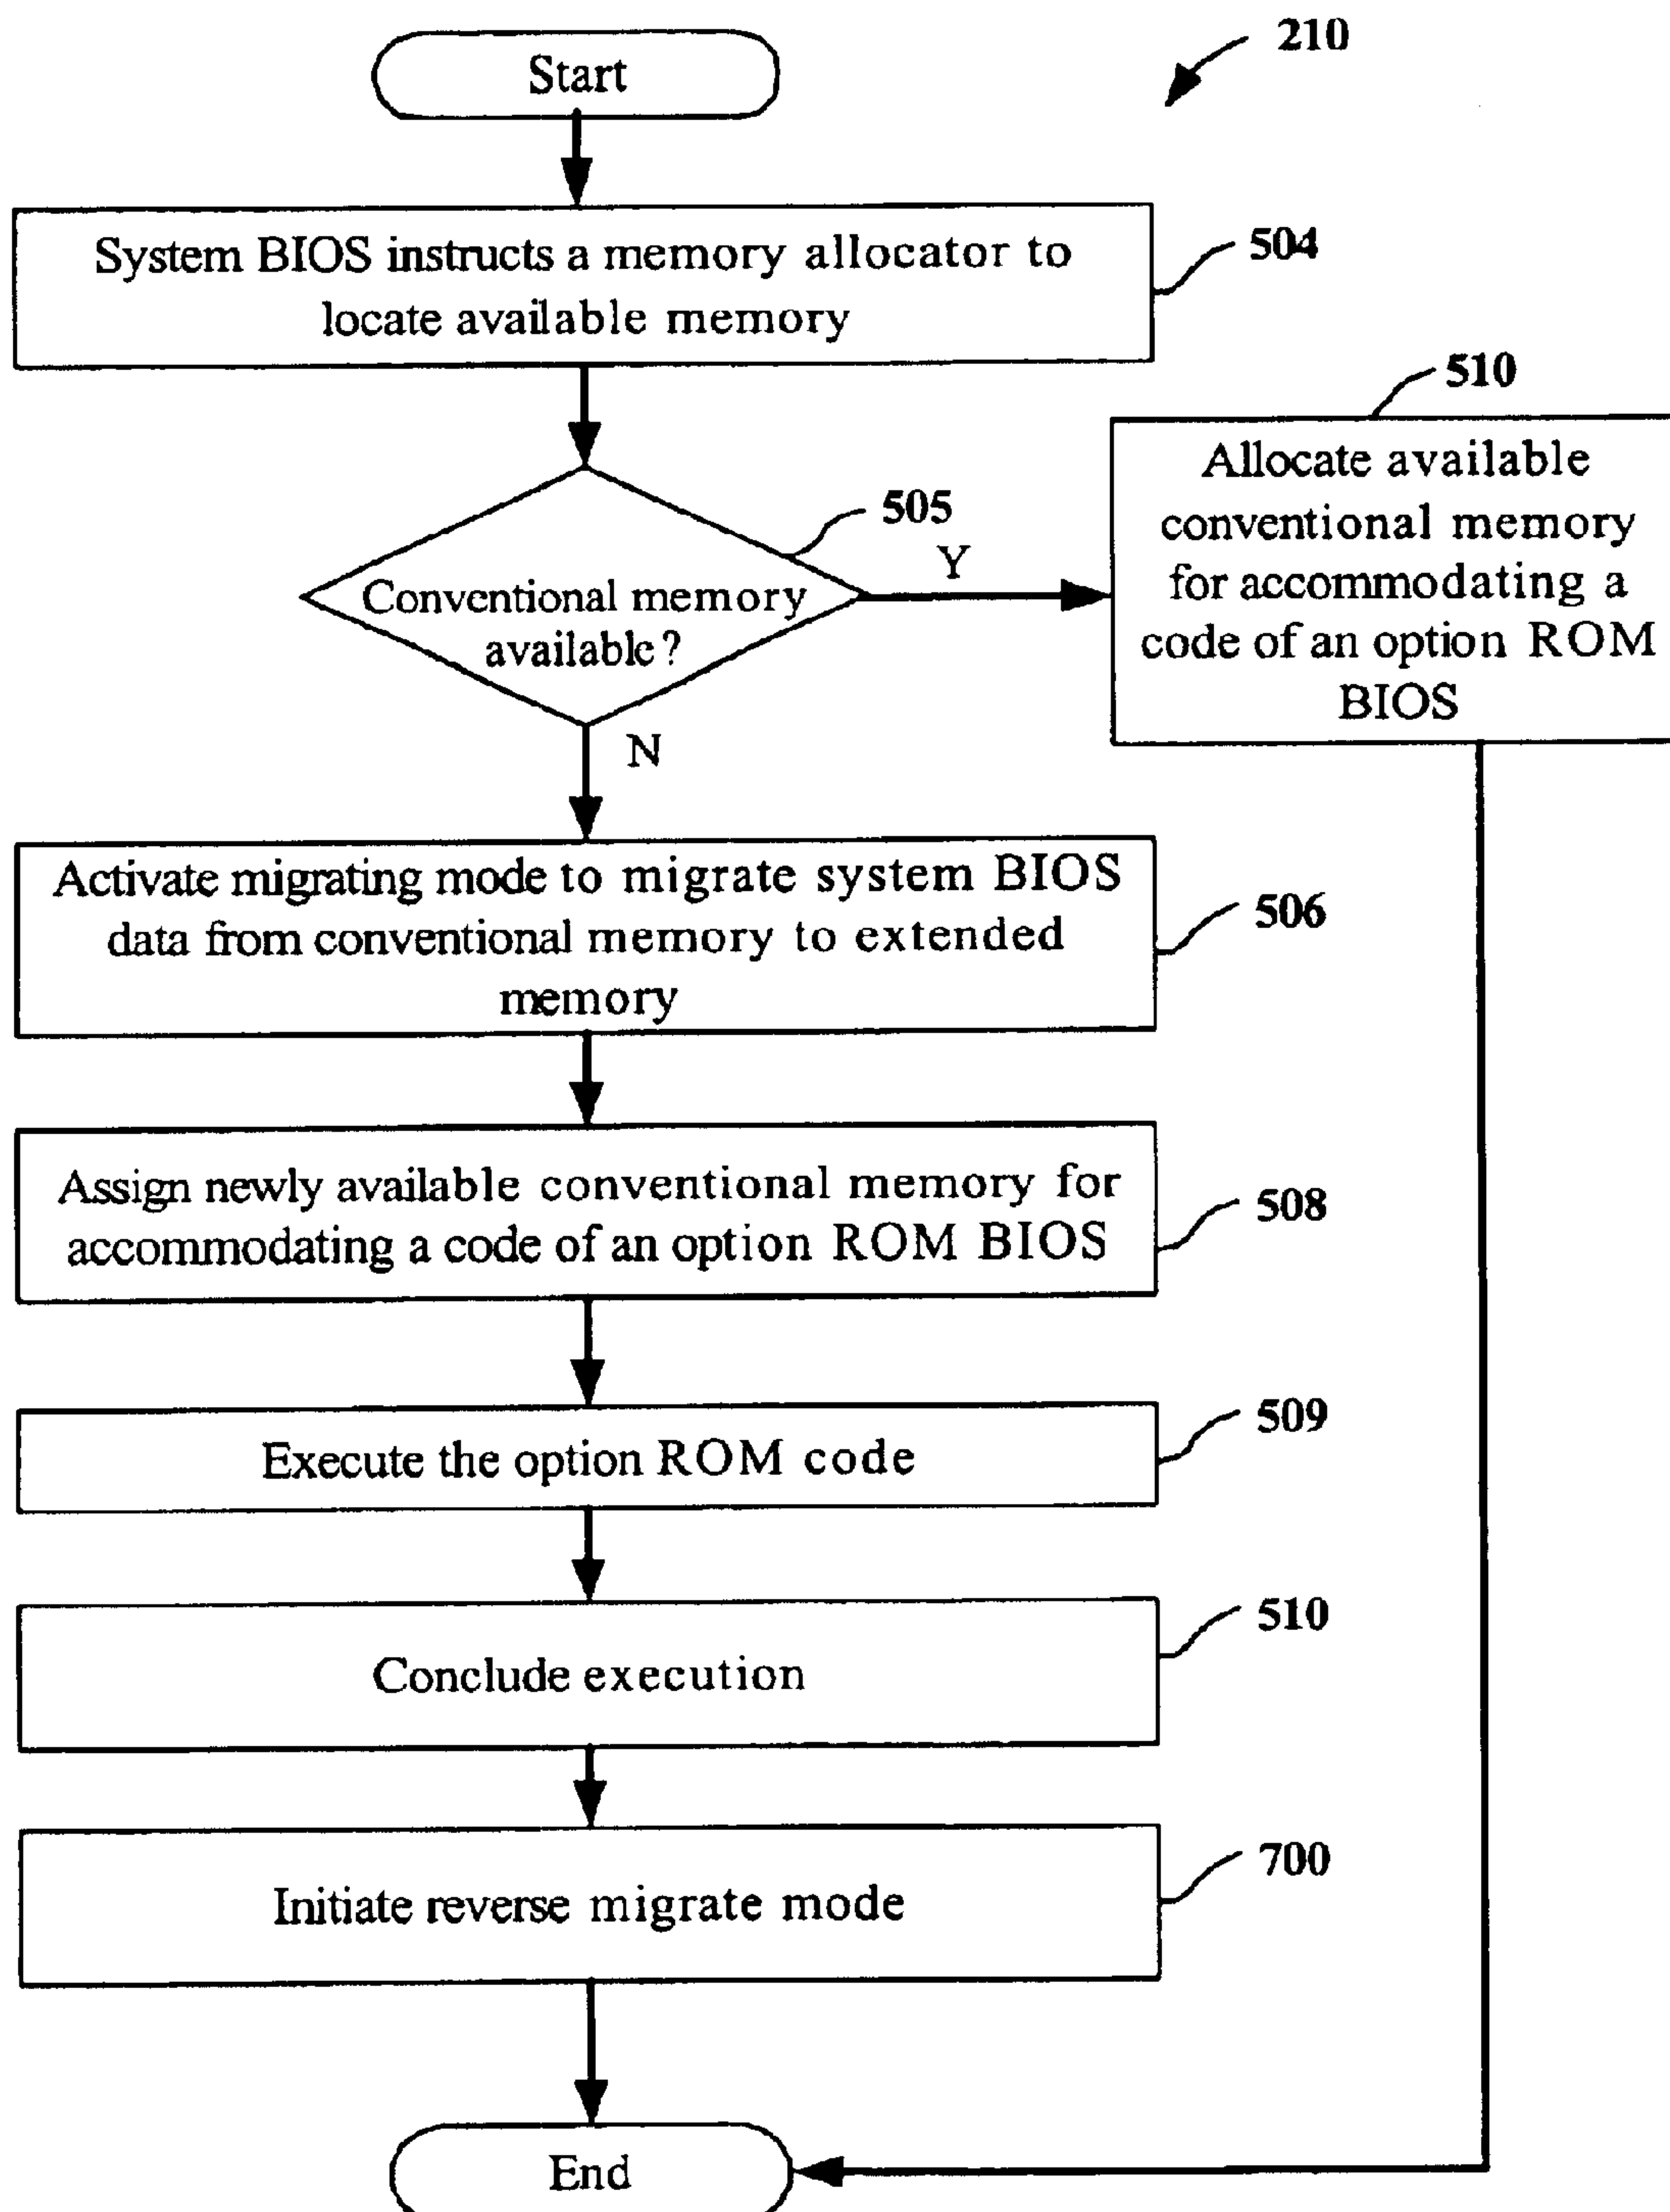 210
Start
System BIOS instructs a memory allocator to
locate available memory
504
510
Allocate available
conventional memory
for accommodating a
code of an option ROM
BIOS
505
Y
Conventional memory
available?
N
Activate migrating mode to migrate system BIOS
data from conventional memory to extended
memory
506
Assign newly available conventional memory for
accommodating a code of an option ROM BIOS
508
Execute the option ROM code
509
Conclude execution
510
Initiate reverse migrate mode
700
End